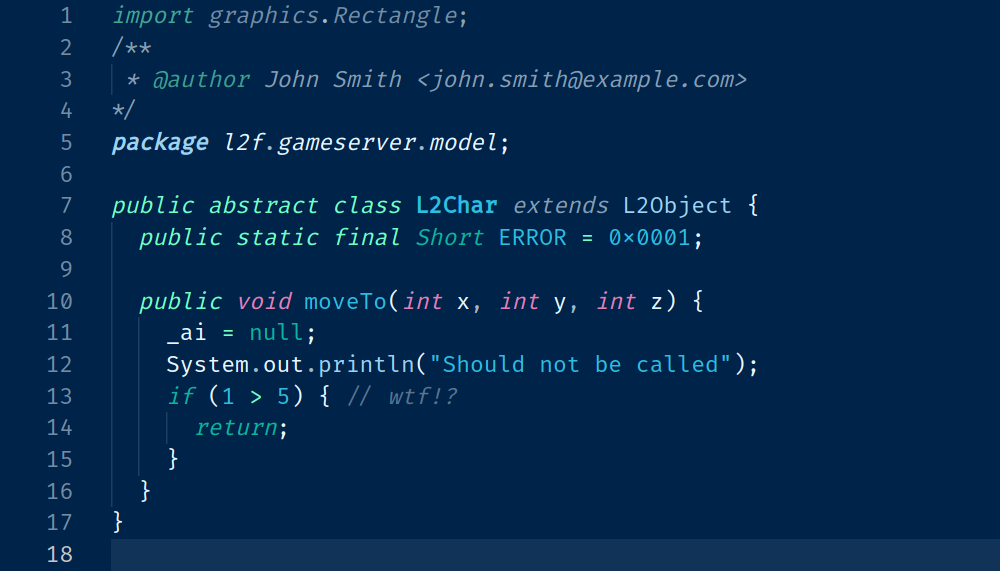 1 import graphics.Rectangle;
2 /**
3  * @author John Smith <john.smith@example.com>
4 */
5 package l2f.gameserver.model;
6
7 public abstract class L2Char extends L2Object {
8   public static final Short ERROR = 0×0001;
9
10   public void moveTo(int x, int y, int z) {
11     _ai = null;
12     System.out.println("Should not be called");
13     if (1 > 5) { // wtf!?
14       return;
15     }
16   }
17 }
18